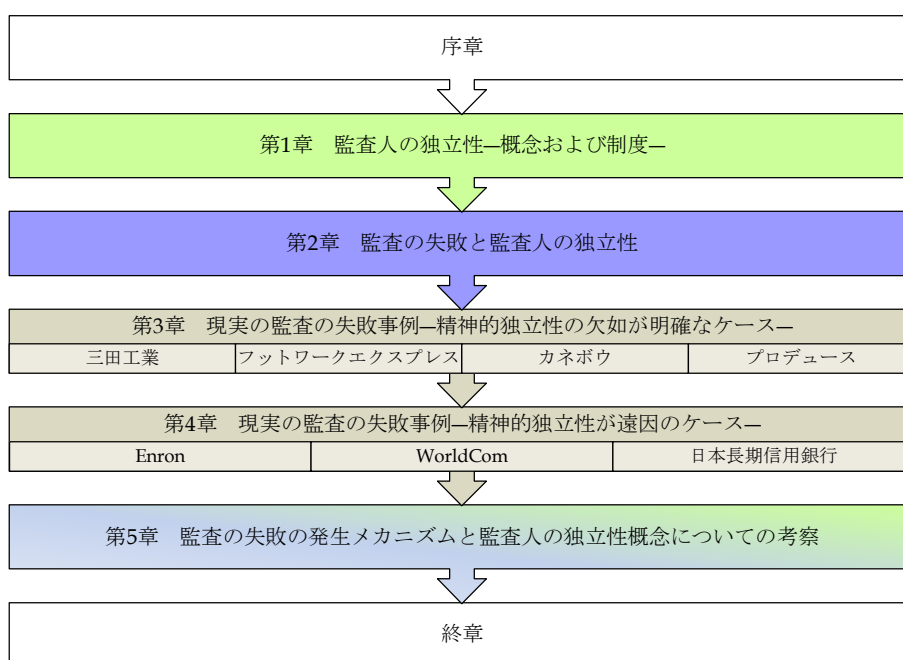 序章
第1章　監査人の独立性―概念および制度―
第2章　監査の失敗と監査人の独立性
第3章　現実の監査の失敗事例―精神的独立性の欠如が明確なケース―
三田工業
フットワークエクスプレス
カネボウ
プロデュース
第4章　現実の監査の失敗事例―精神的独立性が遠因のケース―
Enron
WorldCom
日本長期信用銀行
第5章　監査の失敗の発生メカニズムと監査人の独立性概念についての考察
終章